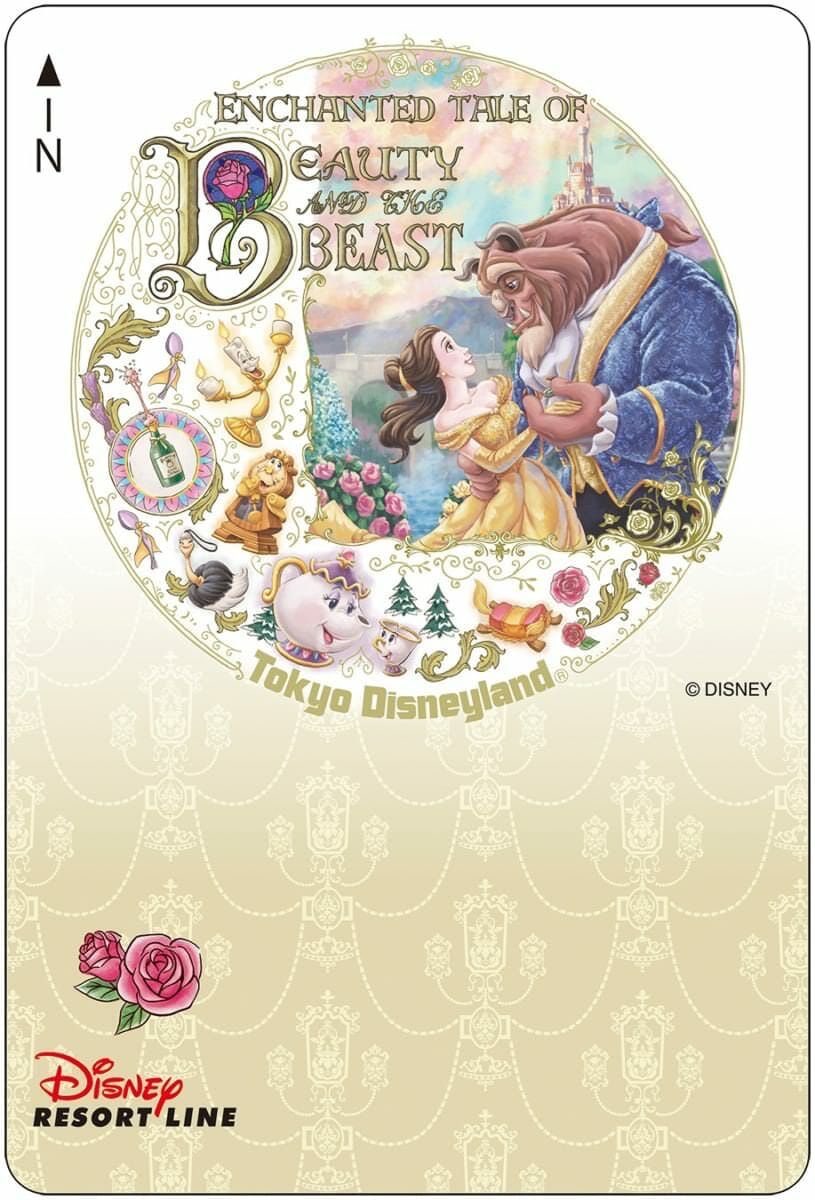 IN
ENCHANTED TALE OF
BEAUTY
AND THE
BEAST
Tokyo Disneyland®
© DISNEY
DISNEY
RESORT LINE